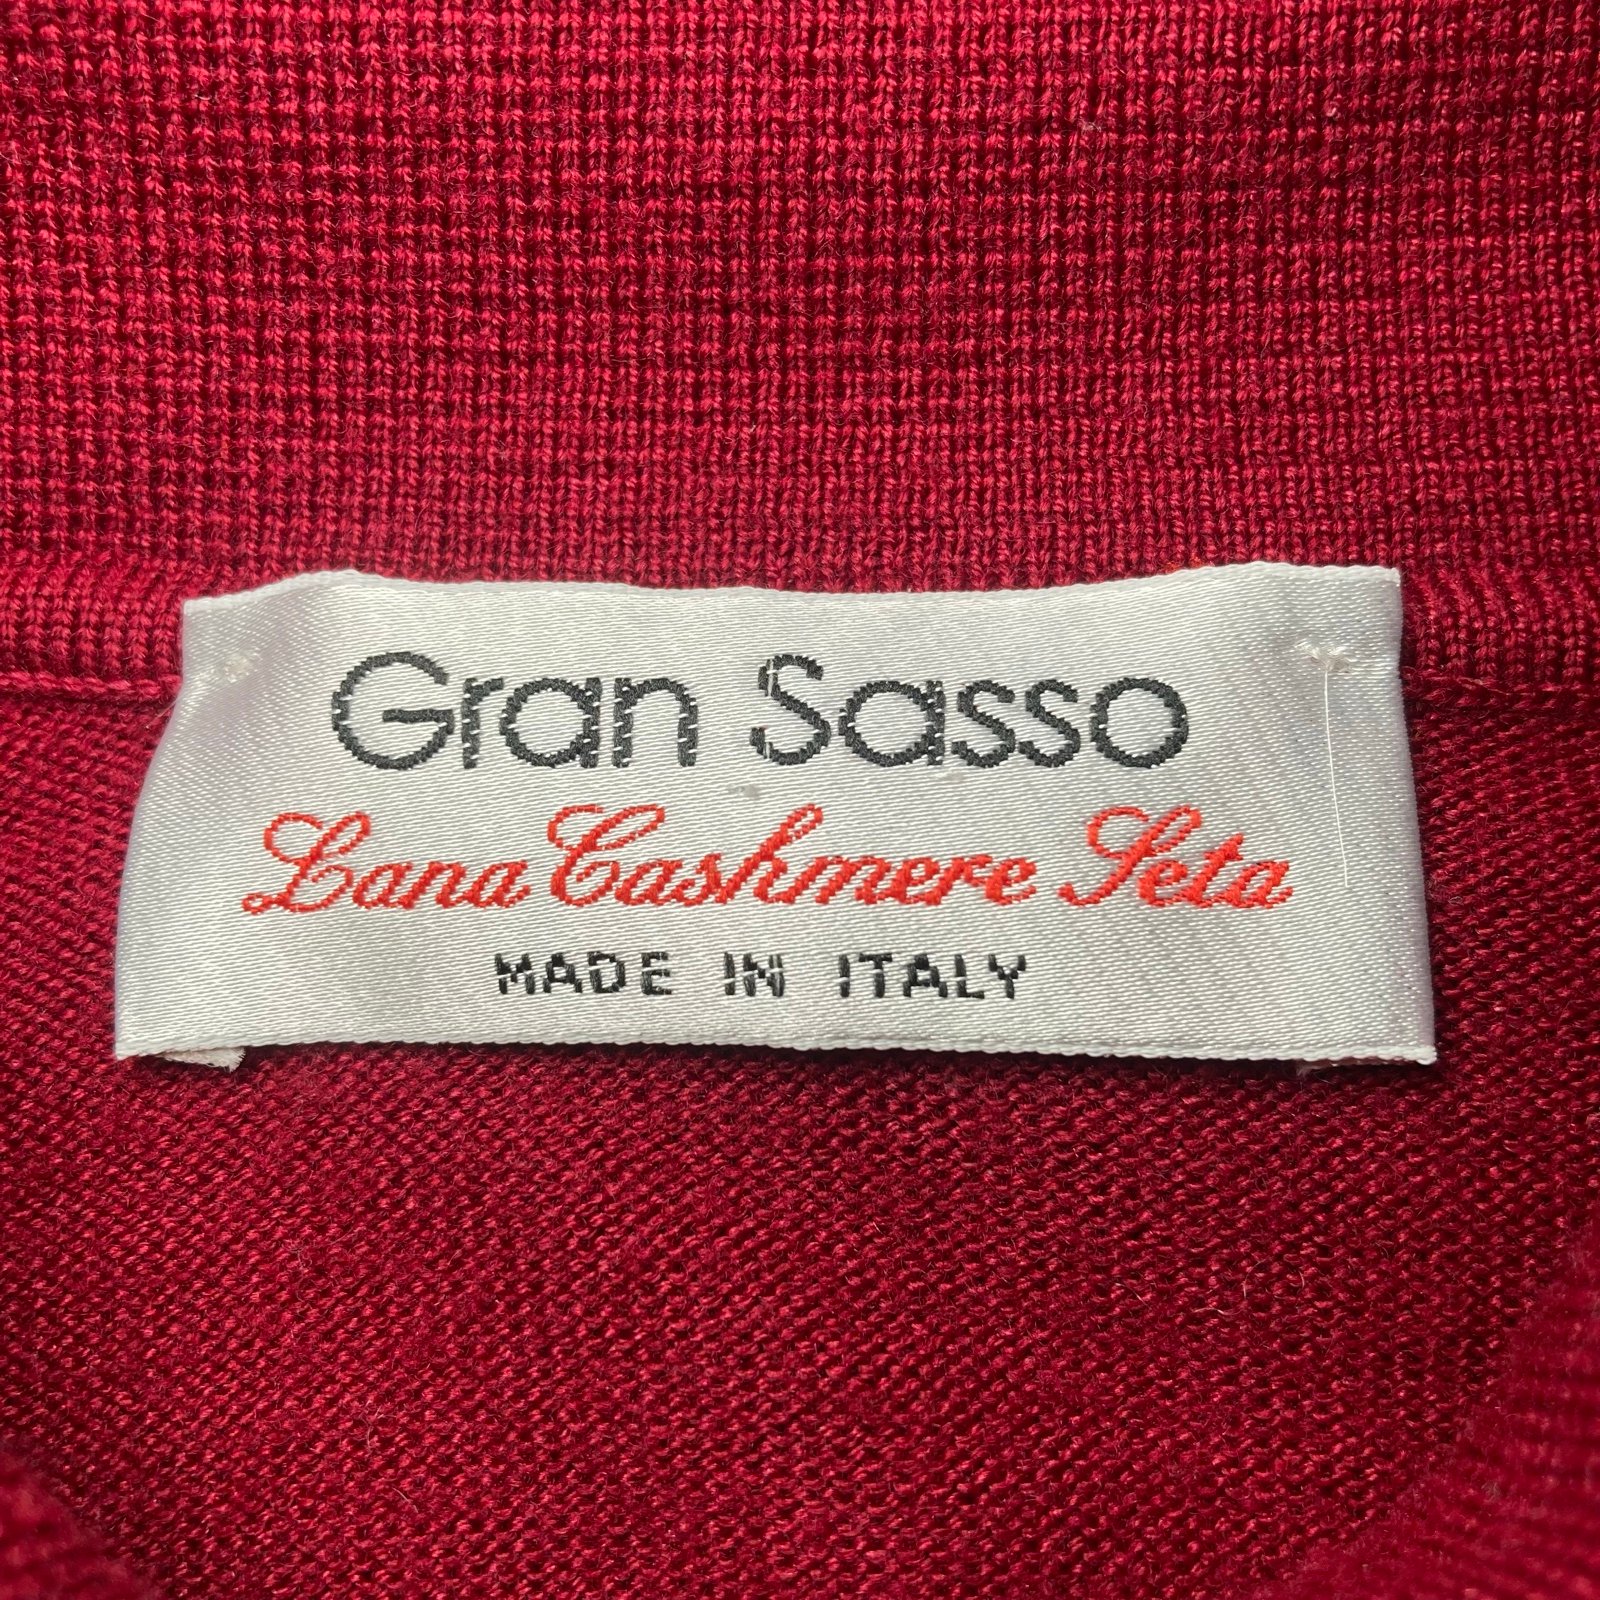 Gran Sasso
Lana Cashmere Seta
MADE IN ITALY